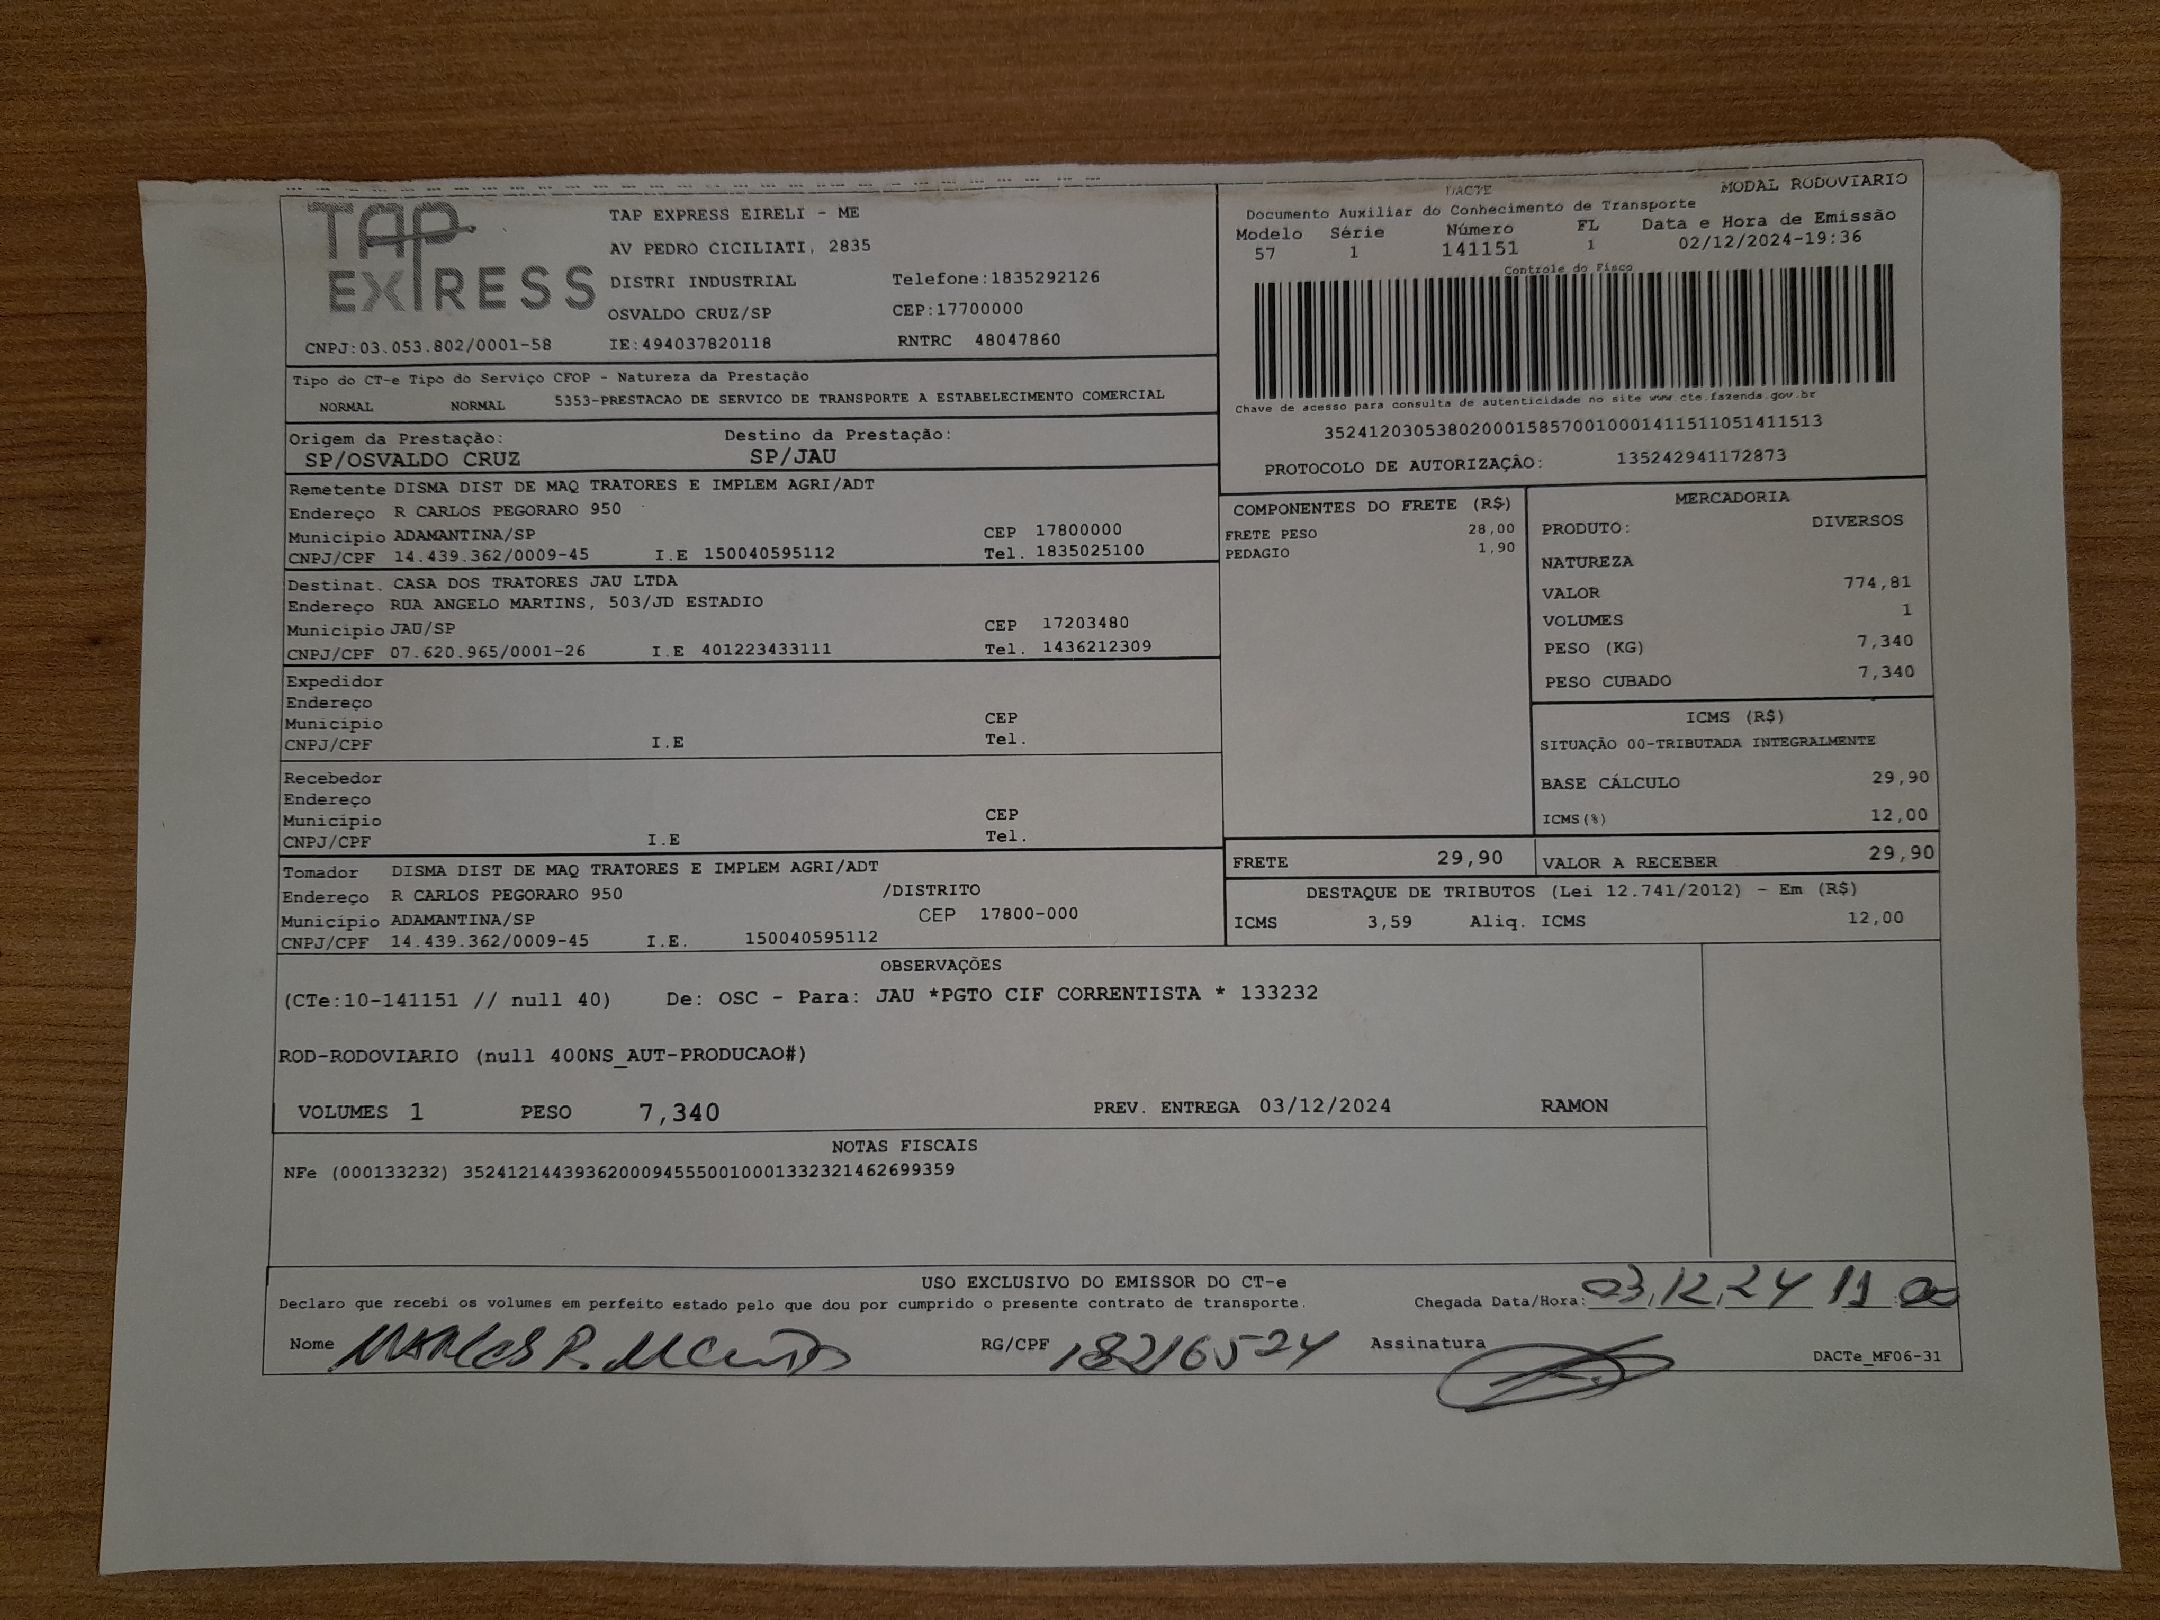 TAP EXPRESS
TAP EXPRESS EIRELI - ME
AV PEDRO CICILIATI, 2835
DISTRI INDUSTRIAL Telefone:1835292126
OSVALDO CRUZ/SP CEP:17700000
CNPJ:03.053.802/0001-58 IE:494037820118 RNTRC 48047860
DACTE MODAL RODOVIARIO
Documento Auxiliar do Conhecimento de Transporte
Modelo Série Número FL Data e Hora de Emissão
57 1 141151 1 02/12/2024-19:36
Controle do Fisco
Chave de acesso para consulta de autenticidade no site www.cte.fazenda.gov.br
35241203053802000158570010001411511051411513
PROTOCOLO DE AUTORIZAÇÃO: 135242941172873
Tipo do CT-e Tipo do Serviço CFOP - Natureza da Prestação
NORMAL NORMAL 5353-PRESTACAO DE SERVICO DE TRANSPORTE A ESTABELECIMENTO COMERCIAL
Origem da Prestação: Destino da Prestação:
SP/OSVALDO CRUZ SP/JAU
Remetente DISMA DIST DE MAQ TRATORES E IMPLEM AGRI/ADT
Endereço R CARLOS PEGORARO 950
Municipio ADAMANTINA/SP CEP 17800000
CNPJ/CPF 14.439.362/0009-45 I.E 150040595112 Tel. 1835025100
Destinat. CASA DOS TRATORES JAU LTDA
Endereço RUA ANGELO MARTINS, 503/JD ESTADIO
Municipio JAU/SP CEP 17203480
CNPJ/CPF 07.620.965/0001-26 I.E 401223433111 Tel. 1436212309
Expedidor
Endereço
Municipio CEP
CNPJ/CPF I.E Tel.
Recebedor
Endereço
Municipio CEP
CNPJ/CPF I.E Tel.
Tomador DISMA DIST DE MAQ TRATORES E IMPLEM AGRI/ADT
Endereço R CARLOS PEGORARO 950 /DISTRITO
Município ADAMANTINA/SP CEP 17800-000
CNPJ/CPF 14.439.362/0009-45 I.E. 150040595112
COMPONENTES DO FRETE (R$)
FRETE PESO 28,00
PEDAGIO 1,90
MERCADORIA
PRODUTO: DIVERSOS
NATUREZA
VALOR 774,81
VOLUMES 1
PESO (KG) 7,340
PESO CUBADO 7,340
ICMS (R$)
SITUAÇÃO 00-TRIBUTADA INTEGRALMENTE
BASE CÁLCULO 29,90
ICMS(%) 12,00
FRETE 29,90 VALOR A RECEBER 29,90
DESTAQUE DE TRIBUTOS (Lei 12.741/2012) - Em (R$)
ICMS 3,59 Aliq. ICMS 12,00
OBSERVAÇÕES
(CTe:10-141151 // null 40) De: OSC - Para: JAU *PGTO CIF CORRENTISTA * 133232
ROD-RODOVIARIO (null 400NS_AUT-PRODUCAO#)
VOLUMES 1 PESO 7,340 PREV. ENTREGA 03/12/2024 RAMON
NOTAS FISCAIS
NFe (000133232) 35241214439362000945550010001332321462699359
USO EXCLUSIVO DO EMISSOR DO CT-e
Declaro que recebi os volumes em perfeito estado pelo que dou por cumprido o presente contrato de transporte. Chegada Data/Hora: 03,12,24
Nome R. RG/CPF 18216524 Assinatura
DACTe_MF06-31